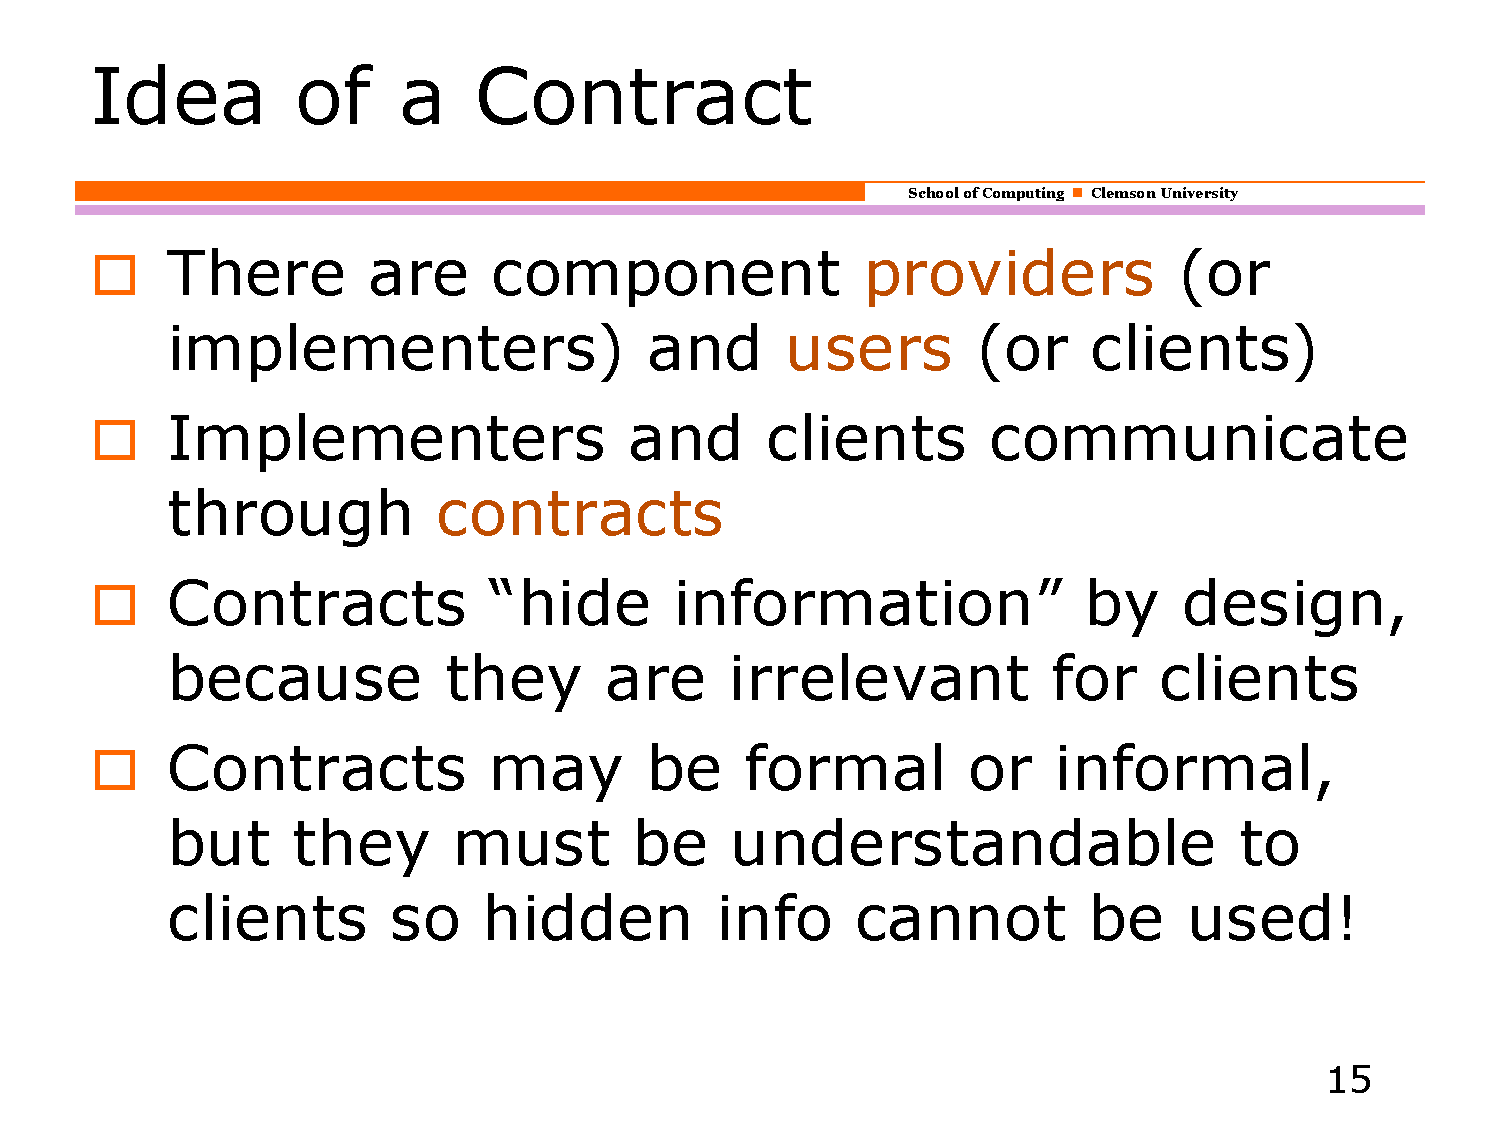 Idea of a Contract
School of Computing ■ Clemson University
There are component providers (or
implementers) and users (or clients)
Implementers and clients communicate
through contracts
Contracts “hide information” by design,
because they are irrelevant for clients
Contracts may be formal or informal,
but they must be understandable to
clients so hidden info cannot be used!
15